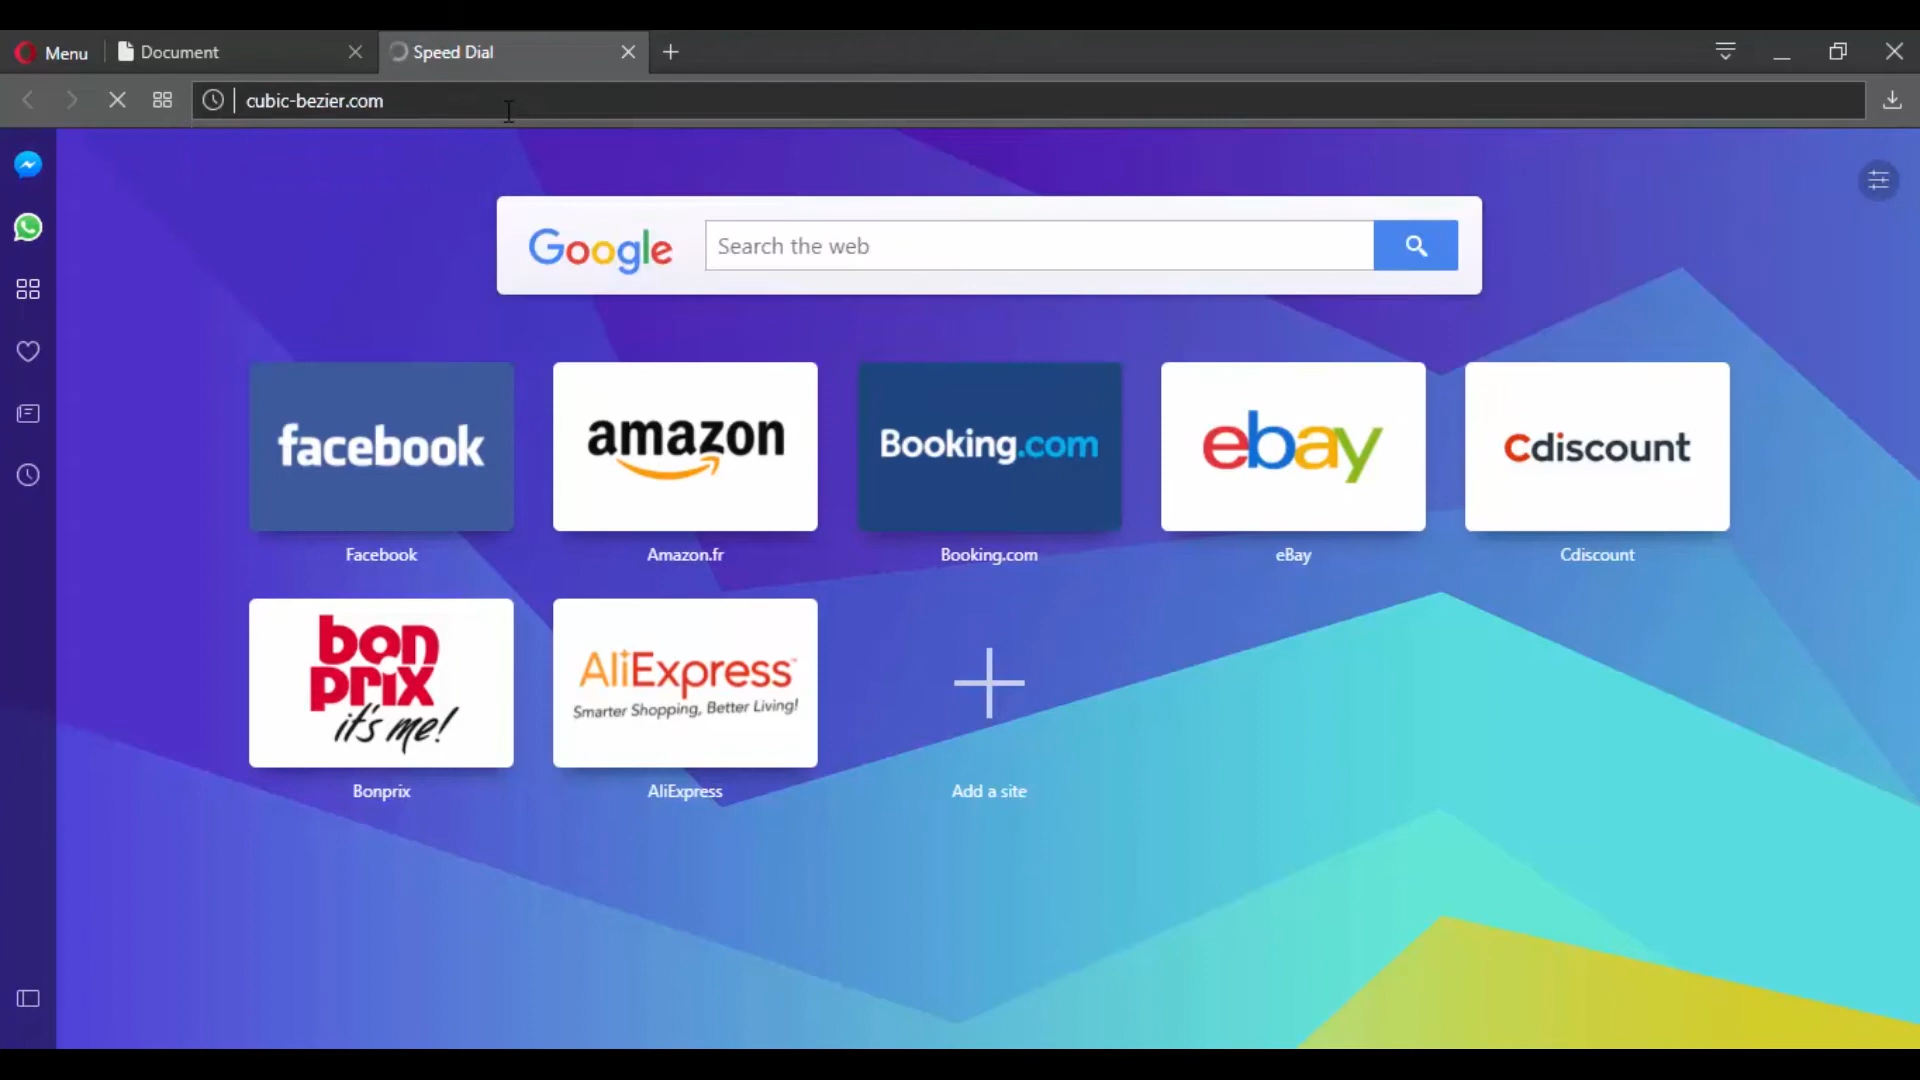 Menu
Document
Speed Dial
cubic-bezier.com
Google
Search the web
facebook
amazon
Booking.com
ebay
Cdiscount
Facebook
Amazon.fr
Booking.com
eBay
Cdiscount
bon
prix
it's me!
AliExpress™
Smarter Shopping, Better Living!
Bonprix
AliExpress
Add a site